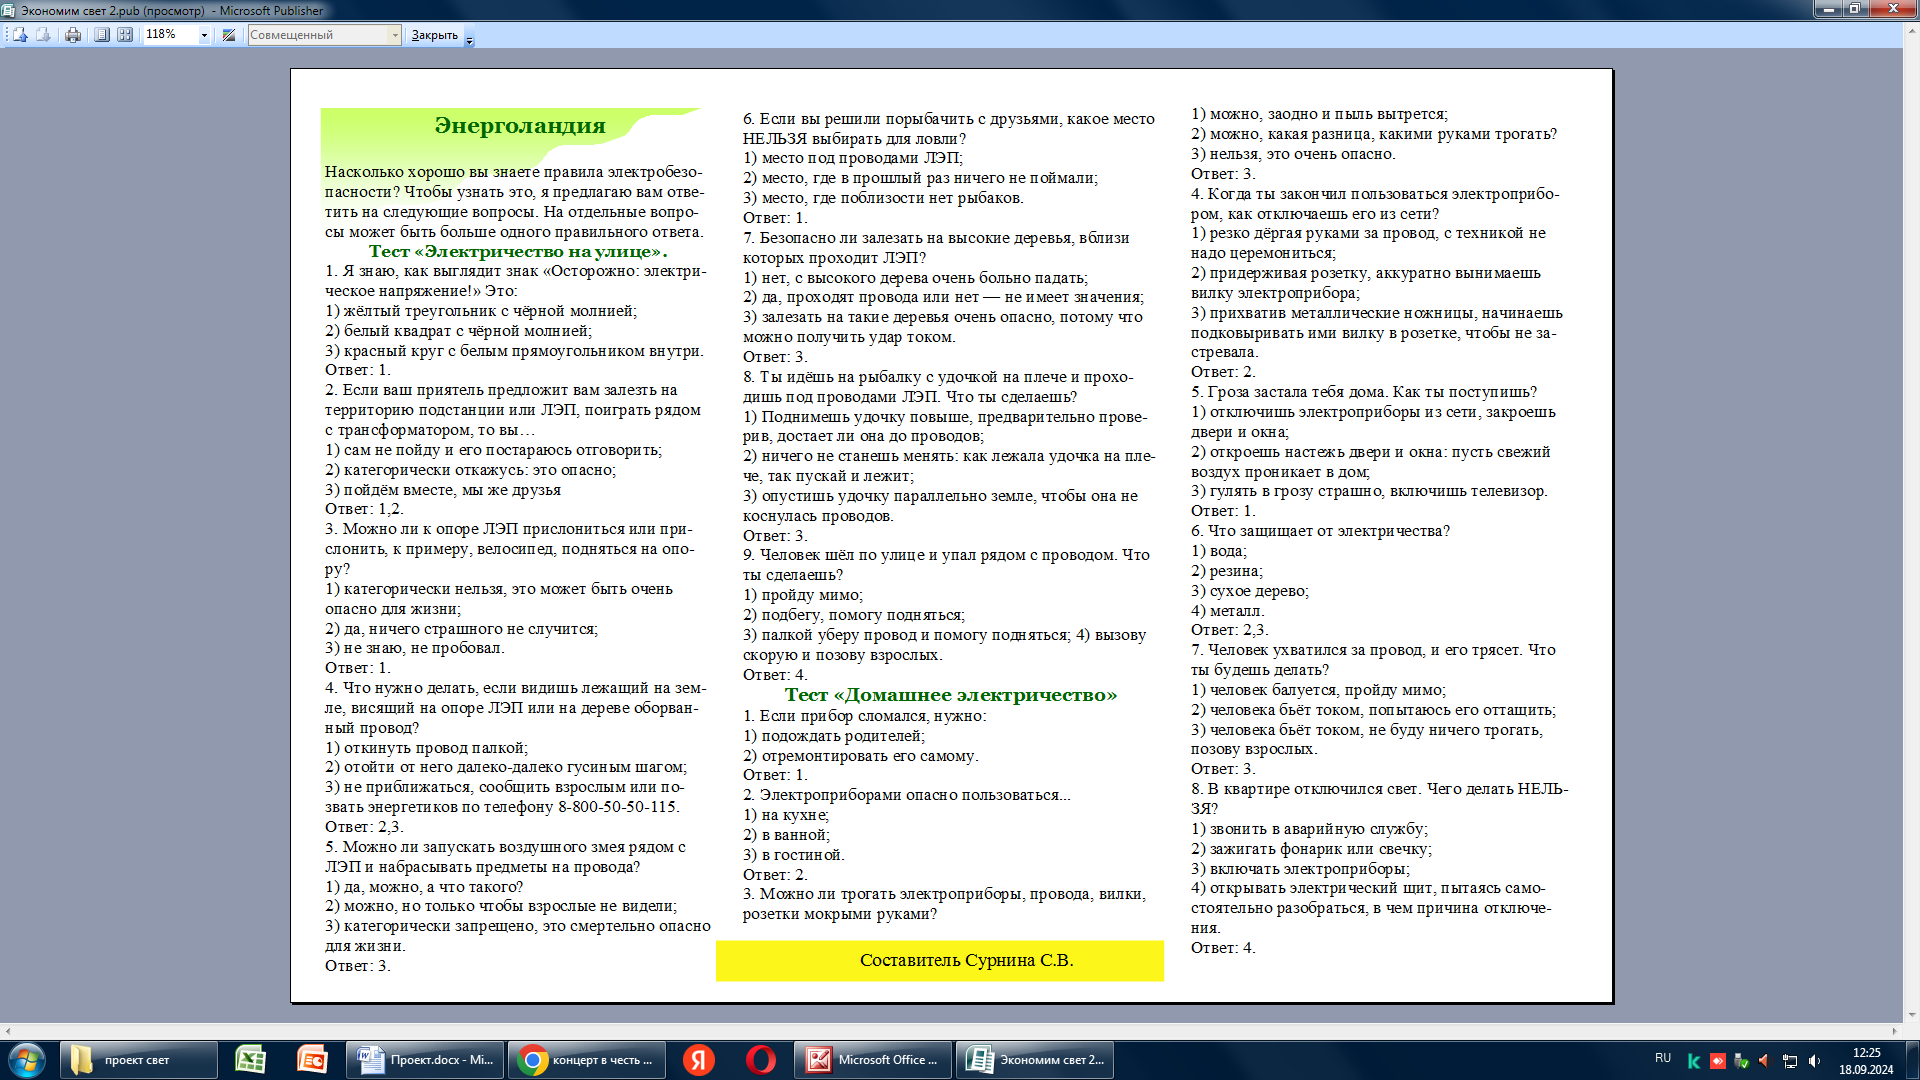 Экономим свет 2.pub (просмотр) - Microsoft Publisher
118%
Совмещенный
Закрыть
Энерголандия
Насколько хорошо вы знаете правила электробезо-
пасности? Чтобы узнать это, я предлагаю вам отве-
тить на следующие вопросы. На отдельные вопро-
сы может быть больше одного правильного ответа.
Тест «Электричество на улице».
1. Я знаю, как выглядит знак «Осторожно: электри-
ческое напряжение!» Это:
1) жёлтый треугольник с чёрной молнией;
2) белый квадрат с чёрной молнией;
3) красный круг с белым прямоугольником внутри.
Ответ: 1.
2. Если ваш приятель предложит вам залезть на
территорию подстанции или ЛЭП, поиграть рядом
с трансформатором, то вы…
1) сам не пойду и его постараюсь отговорить;
2) категорически откажусь: это опасно;
3) пойдём вместе, мы же друзья
Ответ: 1,2.
3. Можно ли к опоре ЛЭП прислониться или при-
слонить, к примеру, велосипед, подняться на опо-
ру?
1) категорически нельзя, это может быть очень
опасно для жизни;
2) да, ничего страшного не случится;
3) не знаю, не пробовал.
Ответ: 1.
4. Что нужно делать, если видишь лежащий на зем-
ле, висящий на опоре ЛЭП или на дереве оборван-
ный провод?
1) откинуть провод палкой;
2) отойти от него далеко-далеко гусиным шагом;
3) не приближаться, сообщить взрослым или по-
звать энергетиков по телефону 8-800-50-50-115.
Ответ: 2,3.
5. Можно ли запускать воздушного змея рядом с
ЛЭП и набрасывать предметы на провода?
1) да, можно, а что такого?
2) можно, но только чтобы взрослые не видели;
3) категорически запрещено, это смертельно опасно
для жизни.
Ответ: 3.
6. Если вы решили порыбачить с друзьями, какое место
НЕЛЬЗЯ выбирать для ловли?
1) место под проводами ЛЭП;
2) место, где в прошлый раз ничего не поймали;
3) место, где поблизости нет рыбаков.
Ответ: 1.
7. Безопасно ли залезать на высокие деревья, вблизи
которых проходит ЛЭП?
1) нет, с высокого дерева очень больно падать;
2) да, проходят провода или нет — не имеет значения;
3) залезать на такие деревья очень опасно, потому что
можно получить удар током.
Ответ: 3.
8. Ты идёшь на рыбалку с удочкой на плече и прохо-
дишь под проводами ЛЭП. Что ты сделаешь?
1) Поднимешь удочку повыше, предварительно прове-
рив, достает ли она до проводов;
2) ничего не станешь менять: как лежала удочка на пле-
че, так пускай и лежит;
3) опустишь удочку параллельно земле, чтобы она не
коснулась проводов.
Ответ: 3.
9. Человек шёл по улице и упал рядом с проводом. Что
ты сделаешь?
1) пройду мимо;
2) подбегу, помогу подняться;
3) палкой уберу провод и помогу подняться; 4) вызову
скорую и позову взрослых.
Ответ: 4.
Тест «Домашнее электричество»
1. Если прибор сломался, нужно:
1) подождать родителей;
2) отремонтировать его самому.
Ответ: 1.
2. Электроприборами опасно пользоваться...
1) на кухне;
2) в ванной;
3) в гостиной.
Ответ: 2.
3. Можно ли трогать электроприборы, провода, вилки,
розетки мокрыми руками?
Составитель Сурнина С.В.
1) можно, заодно и пыль вытрется;
2) можно, какая разница, какими руками трогать?
3) нельзя, это очень опасно.
Ответ: 3.
4. Когда ты закончил пользоваться электроприбо-
ром, как отключаешь его из сети?
1) резко дёргая руками за провод, с техникой не
надо церемониться;
2) придерживая розетку, аккуратно вынимаешь
вилку электроприбора;
3) прихватив металлические ножницы, начинаешь
подковыривать ими вилку в розетке, чтобы не за-
стревала.
Ответ: 2.
5. Гроза застала тебя дома. Как ты поступишь?
1) отключишь электроприборы из сети, закроешь
двери и окна;
2) откроешь настежь двери и окна: пусть свежий
воздух проникает в дом;
3) гулять в грозу страшно, включишь телевизор.
Ответ: 1.
6. Что защищает от электричества?
1) вода;
2) резина;
3) сухое дерево;
4) металл.
Ответ: 2,3.
7. Человек ухватился за провод, и его трясет. Что
ты будешь делать?
1) человек балуется, пройду мимо;
2) человека бьёт током, попытаюсь его оттащить;
3) человека бьёт током, не буду ничего трогать,
позову взрослых.
Ответ: 3.
8. В квартире отключился свет. Чего делать НЕЛЬ-
ЗЯ?
1) звонить в аварийную службу;
2) зажигать фонарик или свечку;
3) включать электроприборы;
4) открывать электрический щит, пытаясь само-
стоятельно разобраться, в чем причина отключе-
ния.
Ответ: 4.
проект свет
Проект.docx - Mi...
концерт в честь ...
Я
Microsoft Office ...
Экономим свет 2...
RU
12:25
18.09.2024